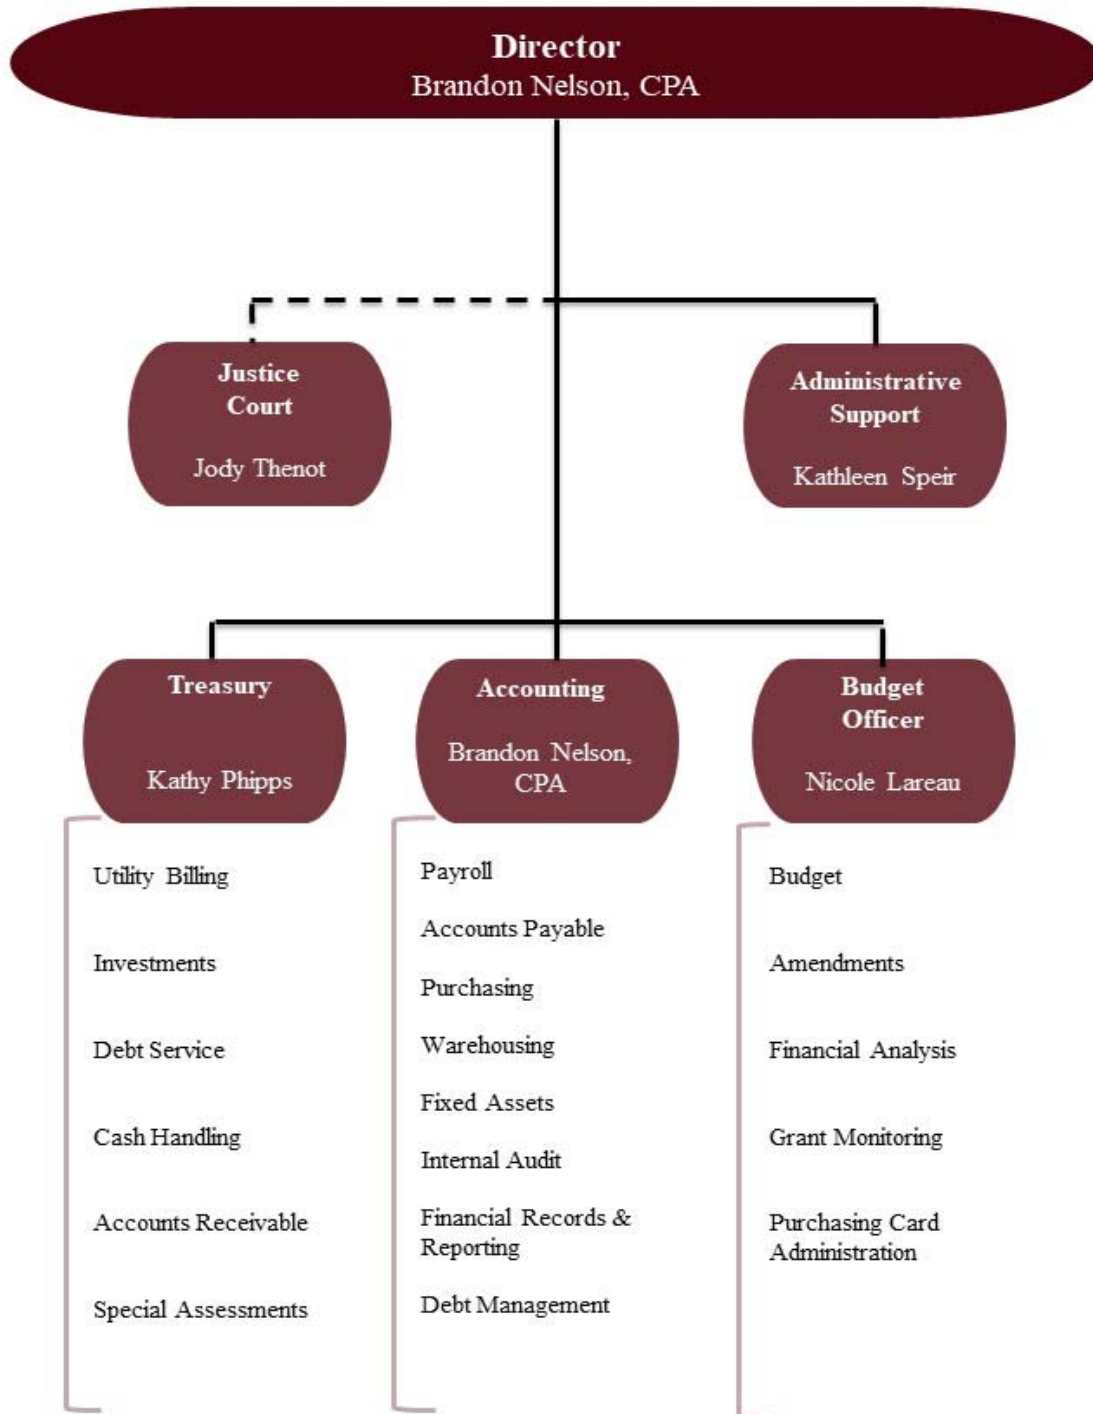 Director
Brandon Nelson, CPA
Justice
Court
Jody Thenot
Administrative
Support
Kathleen Speir
Treasury
Kathy Phipps
Accounting
Brandon Nelson,
CPA
Budget
Officer
Nicole Lareau
Utility Billing
Investments
Debt Service
Cash Handling
Accounts Receivable
Special Assessments
Payroll
Accounts Payable
Purchasing
Warehousing
Fixed Assets
Internal Audit
Financial Records &
Reporting
Debt Management
Budget
Amendments
Financial Analysis
Grant Monitoring
Purchasing Card
Administration